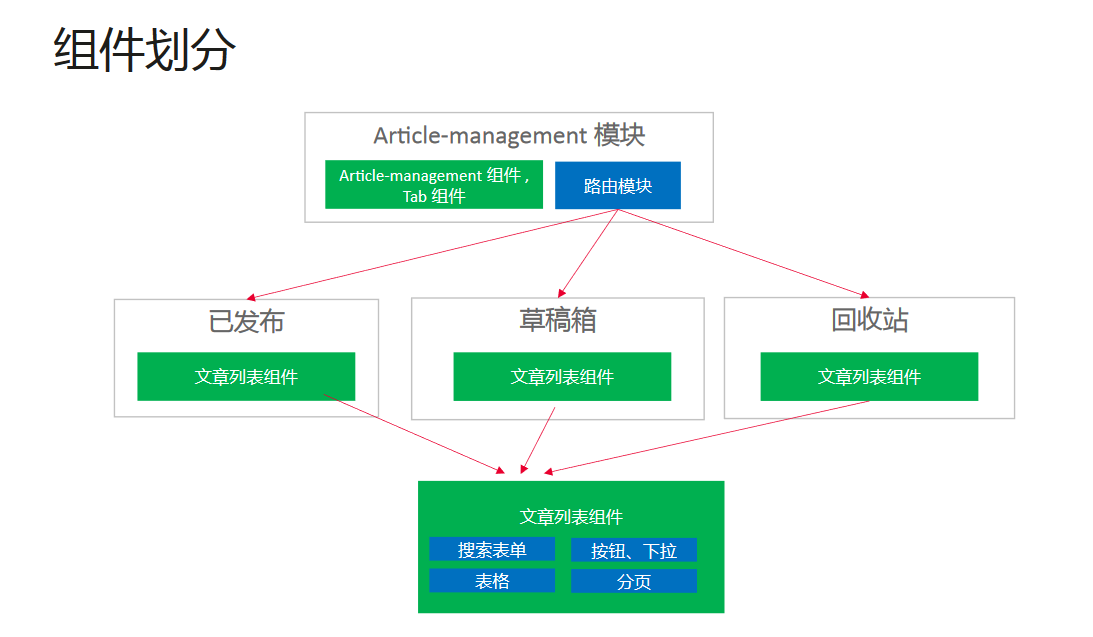 组件划分
Article-management 模块
Article-management 组件 ,
Tab 组件
路由模块
已发布
草稿箱
回收站
文章列表组件
文章列表组件
文章列表组件
文章列表组件
搜索表单
按钮、下拉
表格
分页